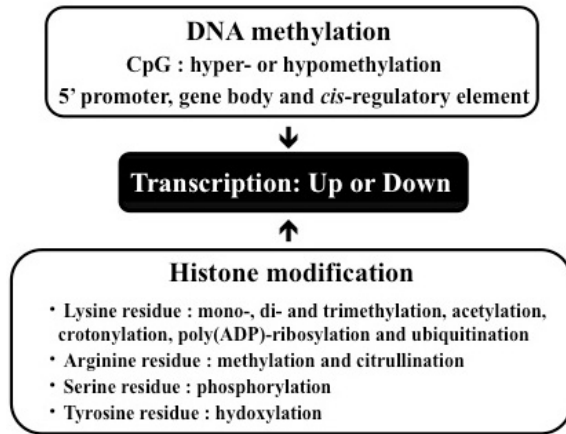 DNA methylation
CpG : hyper- or hypomethylation
5’ promoter, gene body and cis-regulatory element
Transcription: Up or Down
Histone modification
・Lysine residue : mono-, di- and trimethylation, acetylation,
crotonylation, poly(ADP)-ribosylation and ubiquitination
・Arginine residue : methylation and citrullination
・Serine residue : phosphorylation
・Tyrosine residue : hydoxylation